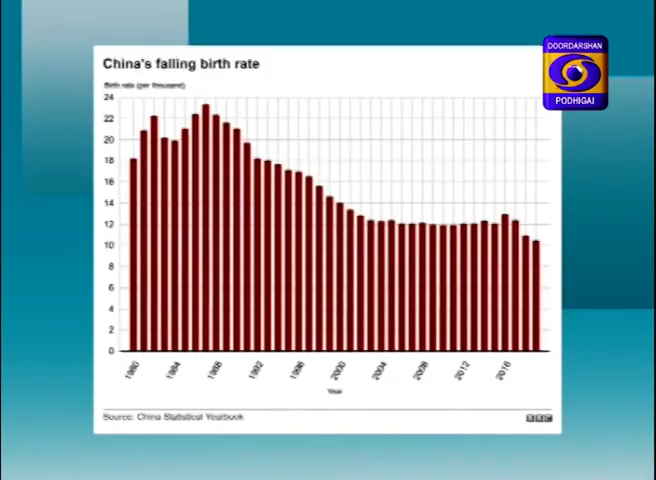 China's falling birth rate
DOORDARSHAN
PODHIGAI
Birth rate (per thousand)
24
22
20
18
16
14
12
10
8
6
4
2
0
1980 1984 1988 1992 1996 2000 2004 2008 2012 2016
Year
Source: China Statistical Yearbook
BBC